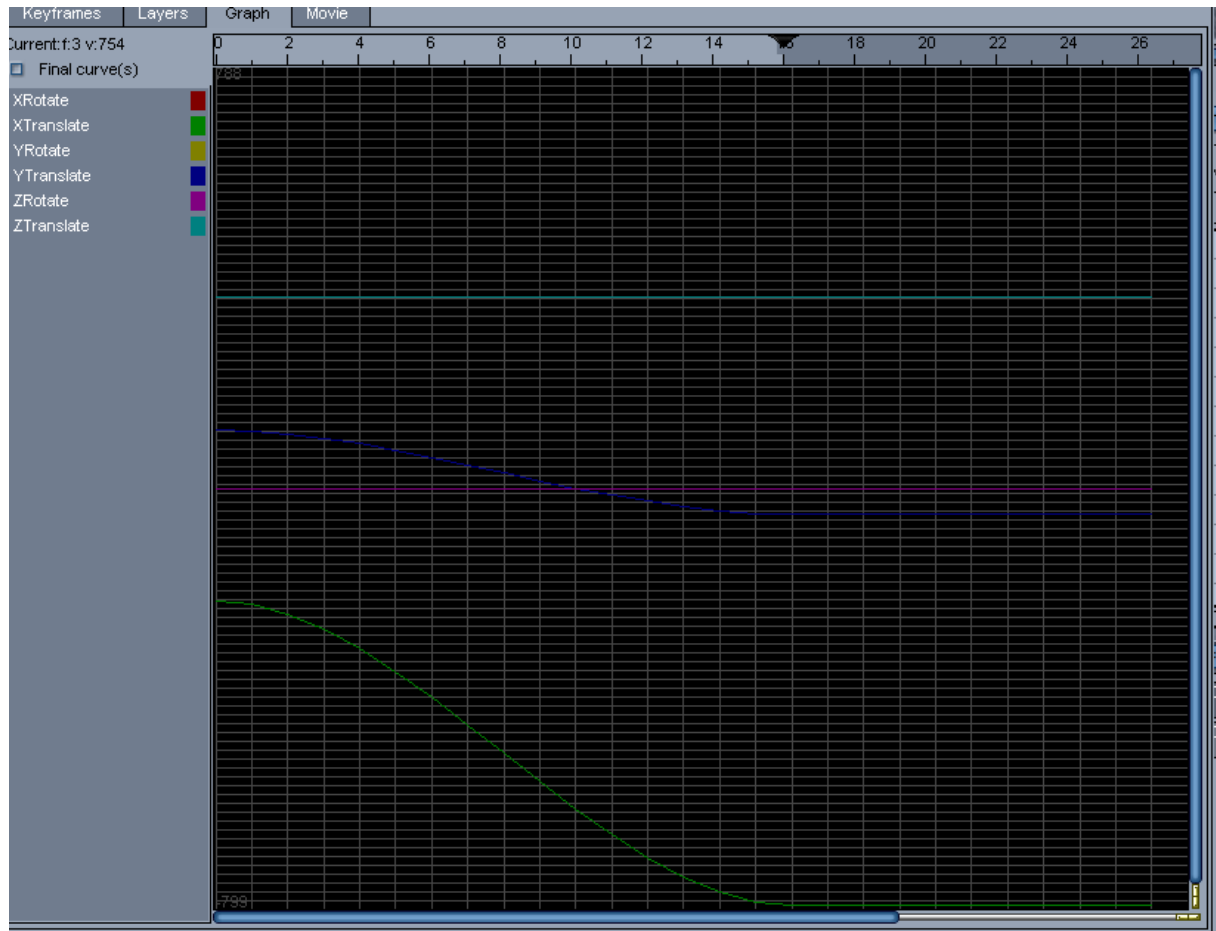 Keyframes Layers Graph Movie
Current:f:3 v:754
0 2 4 6 8 10 12 14 16 18 20 22 24 26
Final curve(s)
788
XRotate
XTranslate
YRotate
YTranslate
ZRotate
ZTranslate
-799